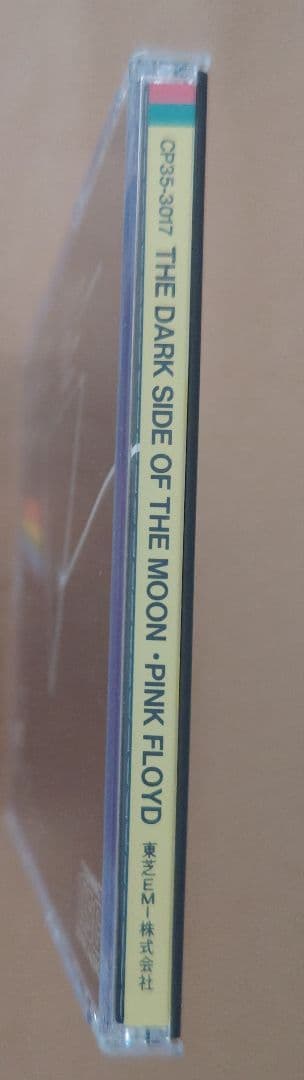 CP35-3017 THE DARK SIDE OF THE MOON・PINK FLOYD 東芝EMI株式会社